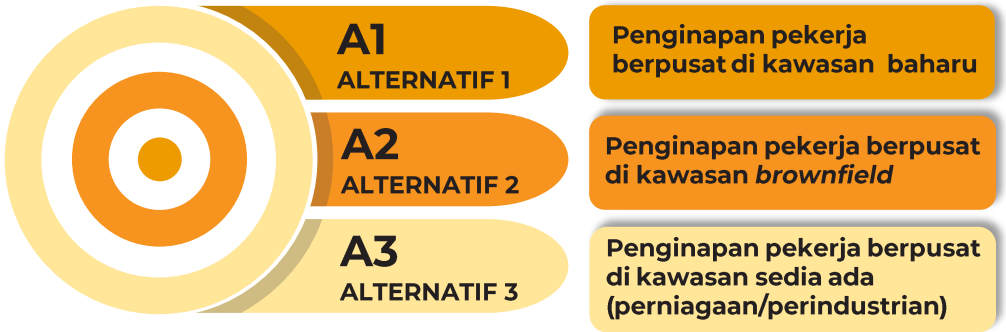 A1
ALTERNATIF 1
Penginapan pekerja
berpusat di kawasan baharu
A2
ALTERNATIF 2
Penginapan pekerja berpusat
di kawasan brownfield
A3
ALTERNATIF 3
Penginapan pekerja berpusat
di kawasan sedia ada
(perniagaan/perindustrian)